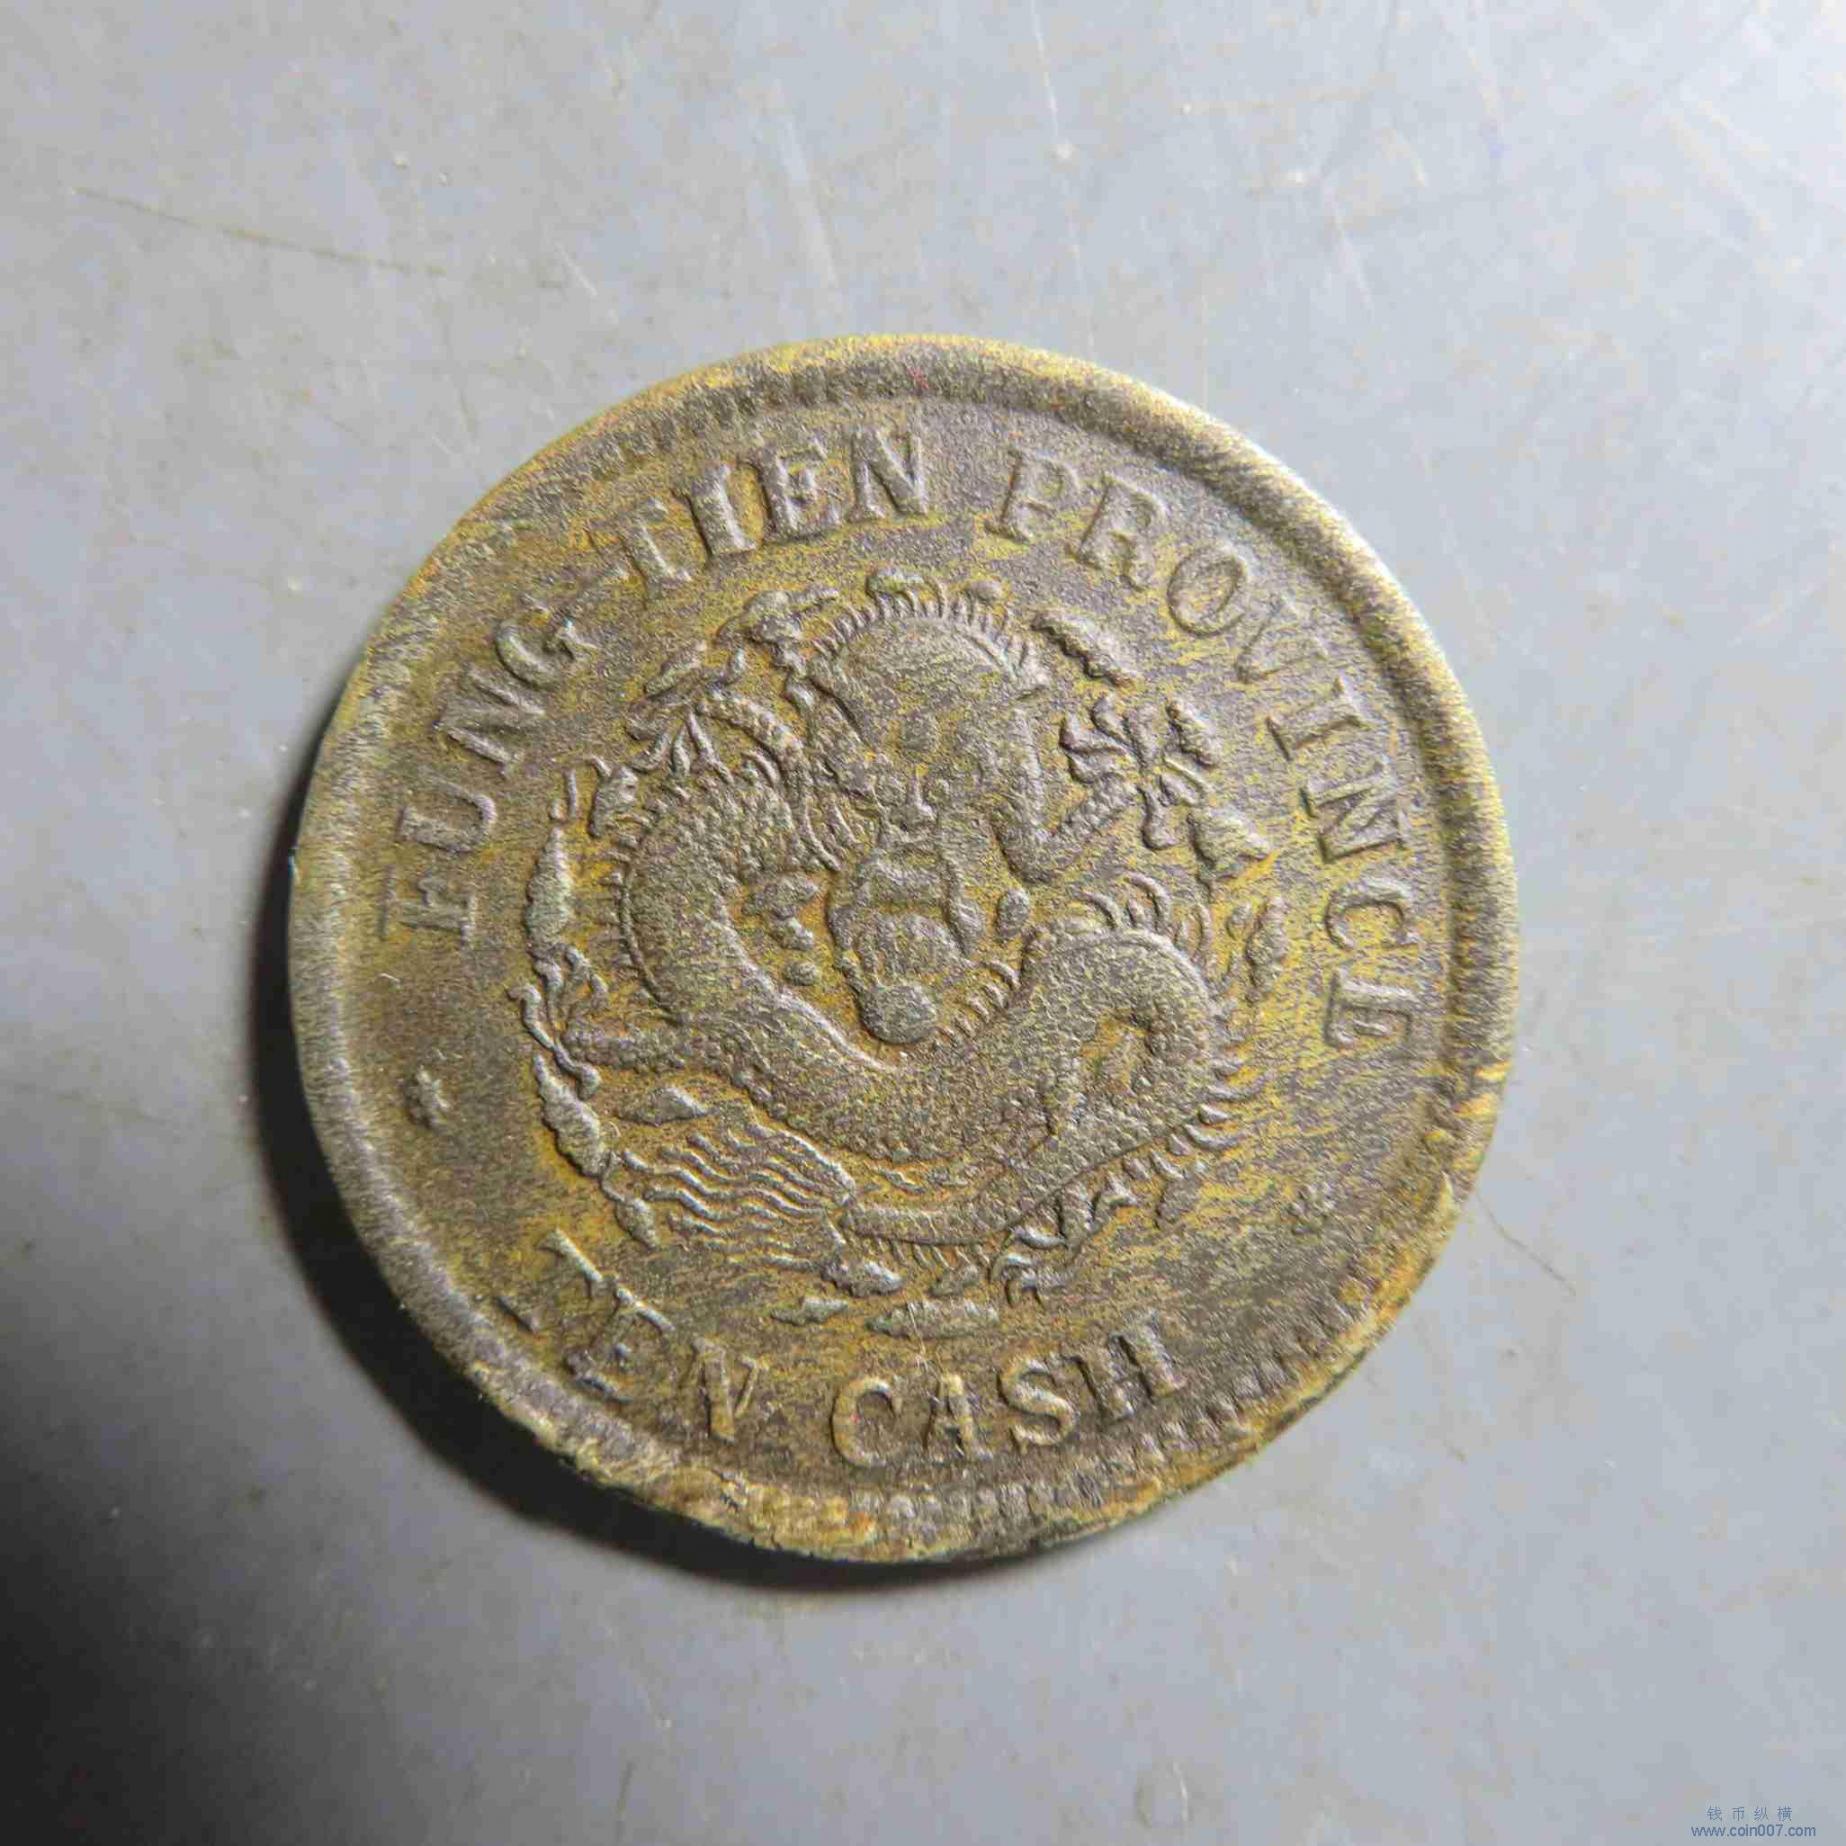 FUNG-TIEN PROVINCE
TEN CASH
钱币纵横
www.coin007.com